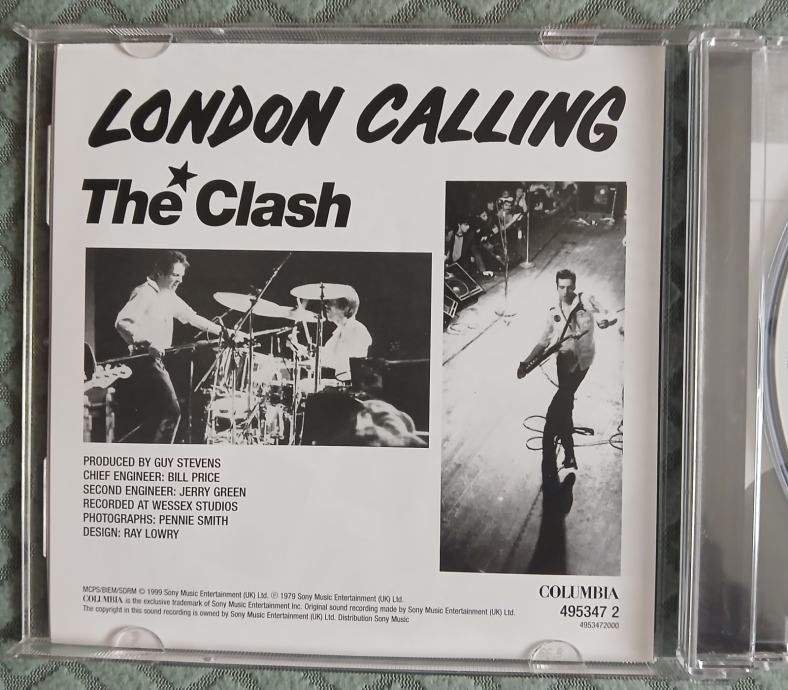 LONDON CALLING
The Clash
PRODUCED BY GUY STEVENS
CHIEF ENGINEER: BILL PRICE
SECOND ENGINEER: JERRY GREEN
RECORDED AT WESSEX STUDIOS
PHOTOGRAPHS: PENNIE SMITH
DESIGN: RAY LOWRY
MCPS/BIEM/SDRM © 1999 Sony Music Entertainment (UK) Ltd. ℗ 1979 Sony Music Entertainment (UK) Ltd.
COLUMBIA is the exclusive trademark of Sony Music Entertainment Inc. Original sound recording made by Sony Music Entertainment (UK) Ltd.
The copyright in this sound recording is owned by Sony Music Entertainment (UK) Ltd. Distribution Sony Music
COLUMBIA
495347 2
4953472000